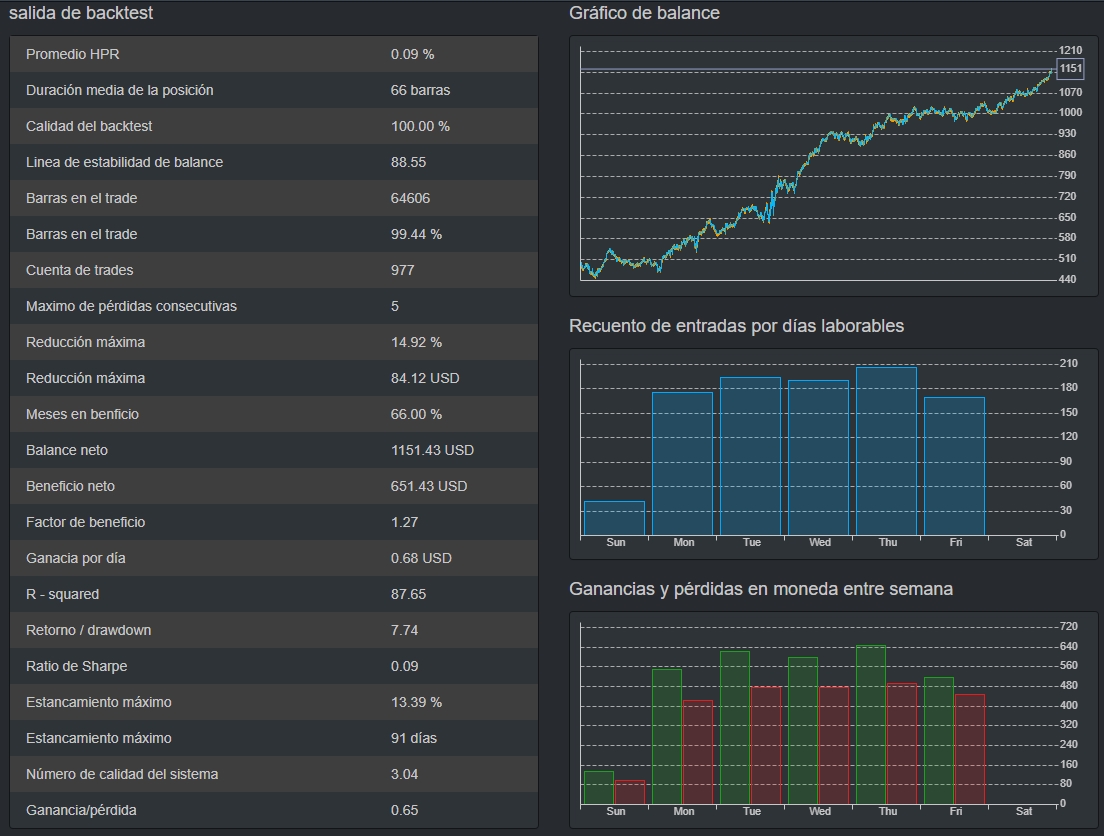 salida de backtest
Promedio HPR 0.09 %
Duración media de la posición 66 barras
Calidad del backtest 100.00 %
Linea de estabilidad de balance 88.55
Barras en el trade 64606
Barras en el trade 99.44 %
Cuenta de trades 977
Maximo de pérdidas consecutivas 5
Reducción máxima 14.92 %
Reducción máxima 84.12 USD
Meses en benficio 66.00 %
Balance neto 1151.43 USD
Beneficio neto 651.43 USD
Factor de beneficio 1.27
Ganacia por día 0.68 USD
R - squared 87.65
Retorno / drawdown 7.74
Ratio de Sharpe 0.09
Estancamiento máximo 13.39 %
Estancamiento máximo 91 días
Número de calidad del sistema 3.04
Ganancia/pérdida 0.65
Gráfico de balance
1210
1151
1070
1000
930
860
790
720
650
580
510
440
Recuento de entradas por días laborables
210
180
150
120
90
60
30
0
Sun Mon Tue Wed Thu Fri Sat
Ganancias y pérdidas en moneda entre semana
720
640
560
480
400
320
240
160
80
0
Sun Mon Tue Wed Thu Fri Sat